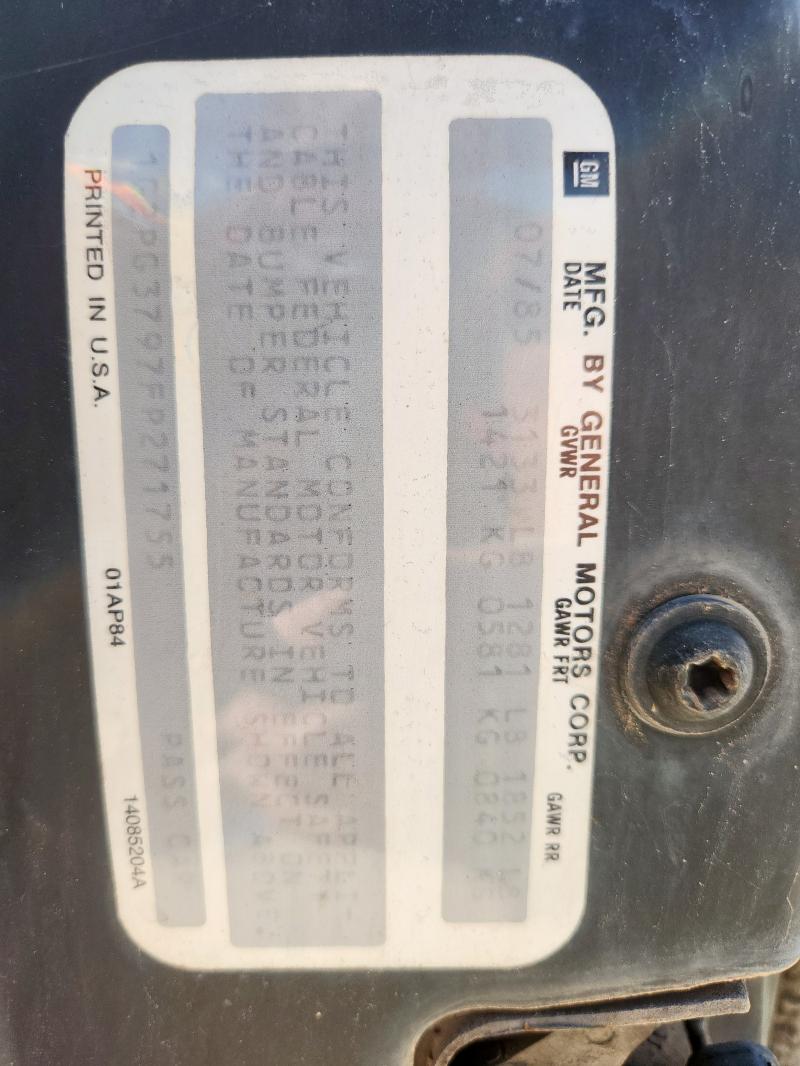 GM MFG. BY GENERAL MOTORS CORP.
DATE GVWR GAWR FRT GAWR RR
07/85 3133 LB 1281 LB 1852 LB
1421 KG 0581 KG 0840 KG
THIS VEHICLE CONFORMS TO ALL APPLI-
CABLE FEDERAL MOTOR VEHICLE SAFETY
AND BUMPER STANDARDS IN EFFECT ON
THE DATE OF MANUFACTURE SHOWN ABOVE.
1G2PG3797FP271755 PASS CAR
PRINTED IN U.S.A. 01AP84 14085204A